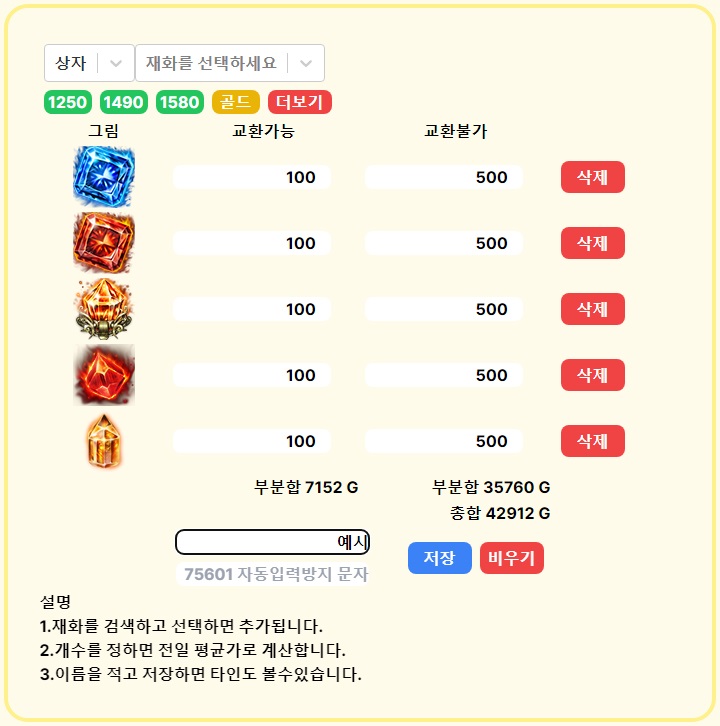 상자 재화를 선택하세요
1250 1490 1580 골드 더보기
그림 교환가능 교환불가
100 500 삭제
100 500 삭제
100 500 삭제
100 500 삭제
100 500 삭제
부분합 7152 G 부분합 35760 G
총합 42912 G
예시
저장 비우기
75601 자동입력방지 문자
설명
1.재화를 검색하고 선택하면 추가됩니다.
2.개수를 정하면 전일 평균가로 계산합니다.
3.이름을 적고 저장하면 타인도 볼수있습니다.